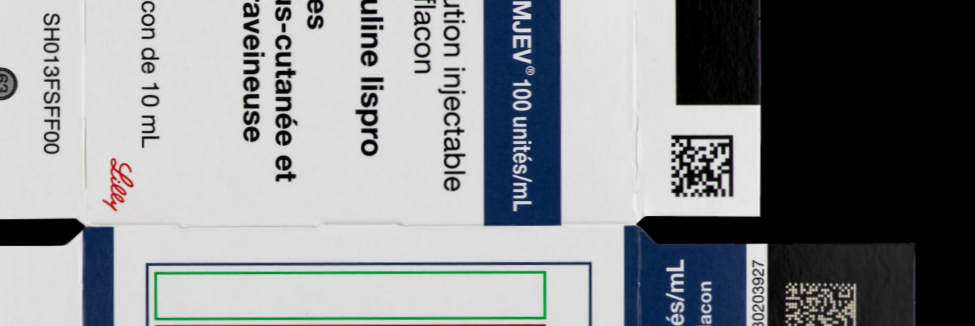 MJEV® 100 unités/mL
ution injectable
flacon
uline lispro
es
us-cutanée et
raveineuse
con de 10 mL
Lilly
SH013FSFF00
63
és/mL
acon
30203927